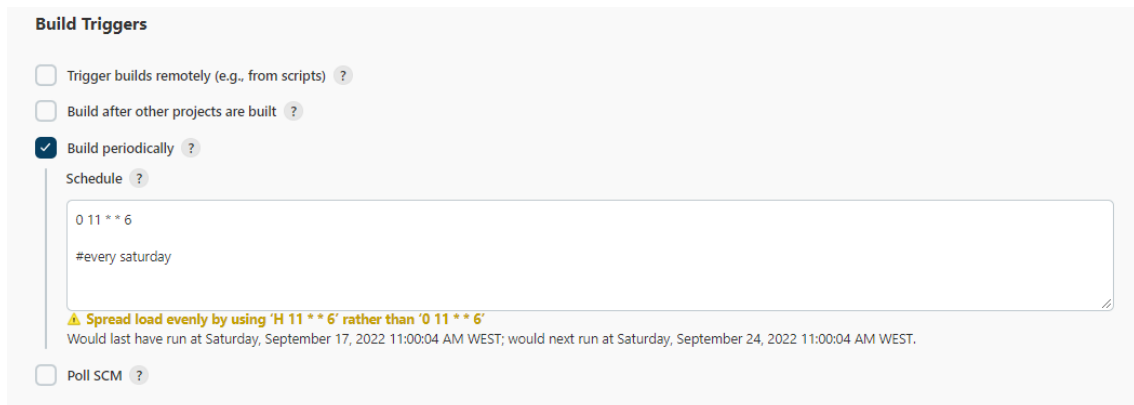 Build Triggers
Trigger builds remotely (e.g., from scripts) ?
Build after other projects are built ?
Build periodically ?
Schedule ?
0 11 * * 6
#every saturday
Spread load evenly by using ‘H 11 * * 6’ rather than ‘0 11 * * 6’
Would last have run at Saturday, September 17, 2022 11:00:04 AM WEST; would next run at Saturday, September 24, 2022 11:00:04 AM WEST.
Poll SCM ?